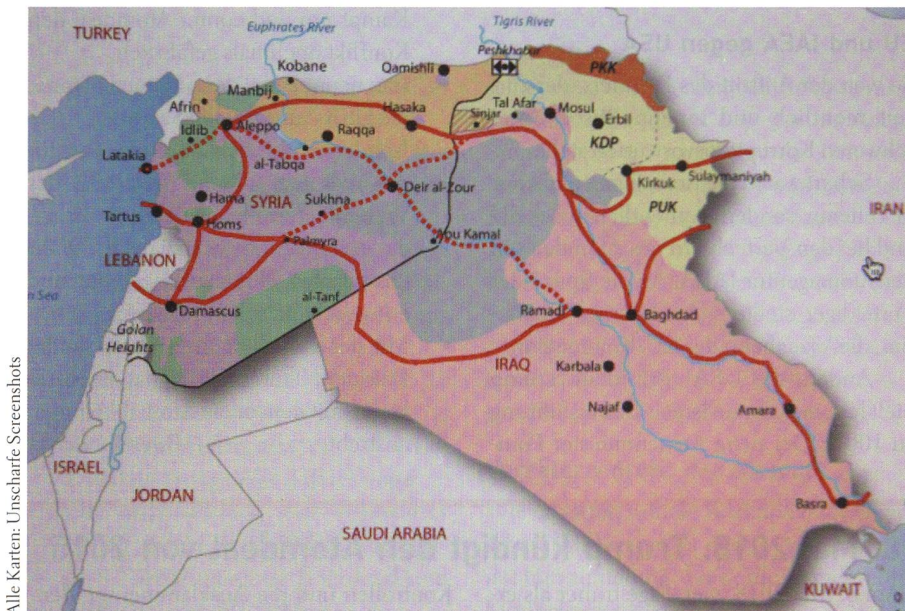 TURKEY
Euphrates River
Tigris River
Peshkhabur
Kobane
Qamishli
PKK
Manbij
Afrin
Hasaka
Tal Afar
Mosul
Sinjar
Idlib
Aleppo
Raqqa
Erbil
KDP
Latakia
al-Tabqa
Kirkuk
Sulaymaniyah
Deir al-Zour
Hama
SYRIA
Sukhna
PUK
Tartus
Homs
IRAN
Palmyra
Abu Kamal
LEBANON
al-Tanf
Ramadi
Baghdad
Damascus
Golan
Heights
IRAQ
Karbala
Najaf
Amara
ISRAEL
JORDAN
Basra
SAUDI ARABIA
KUWAIT
Alle Karten: Unscharfe Screenshots